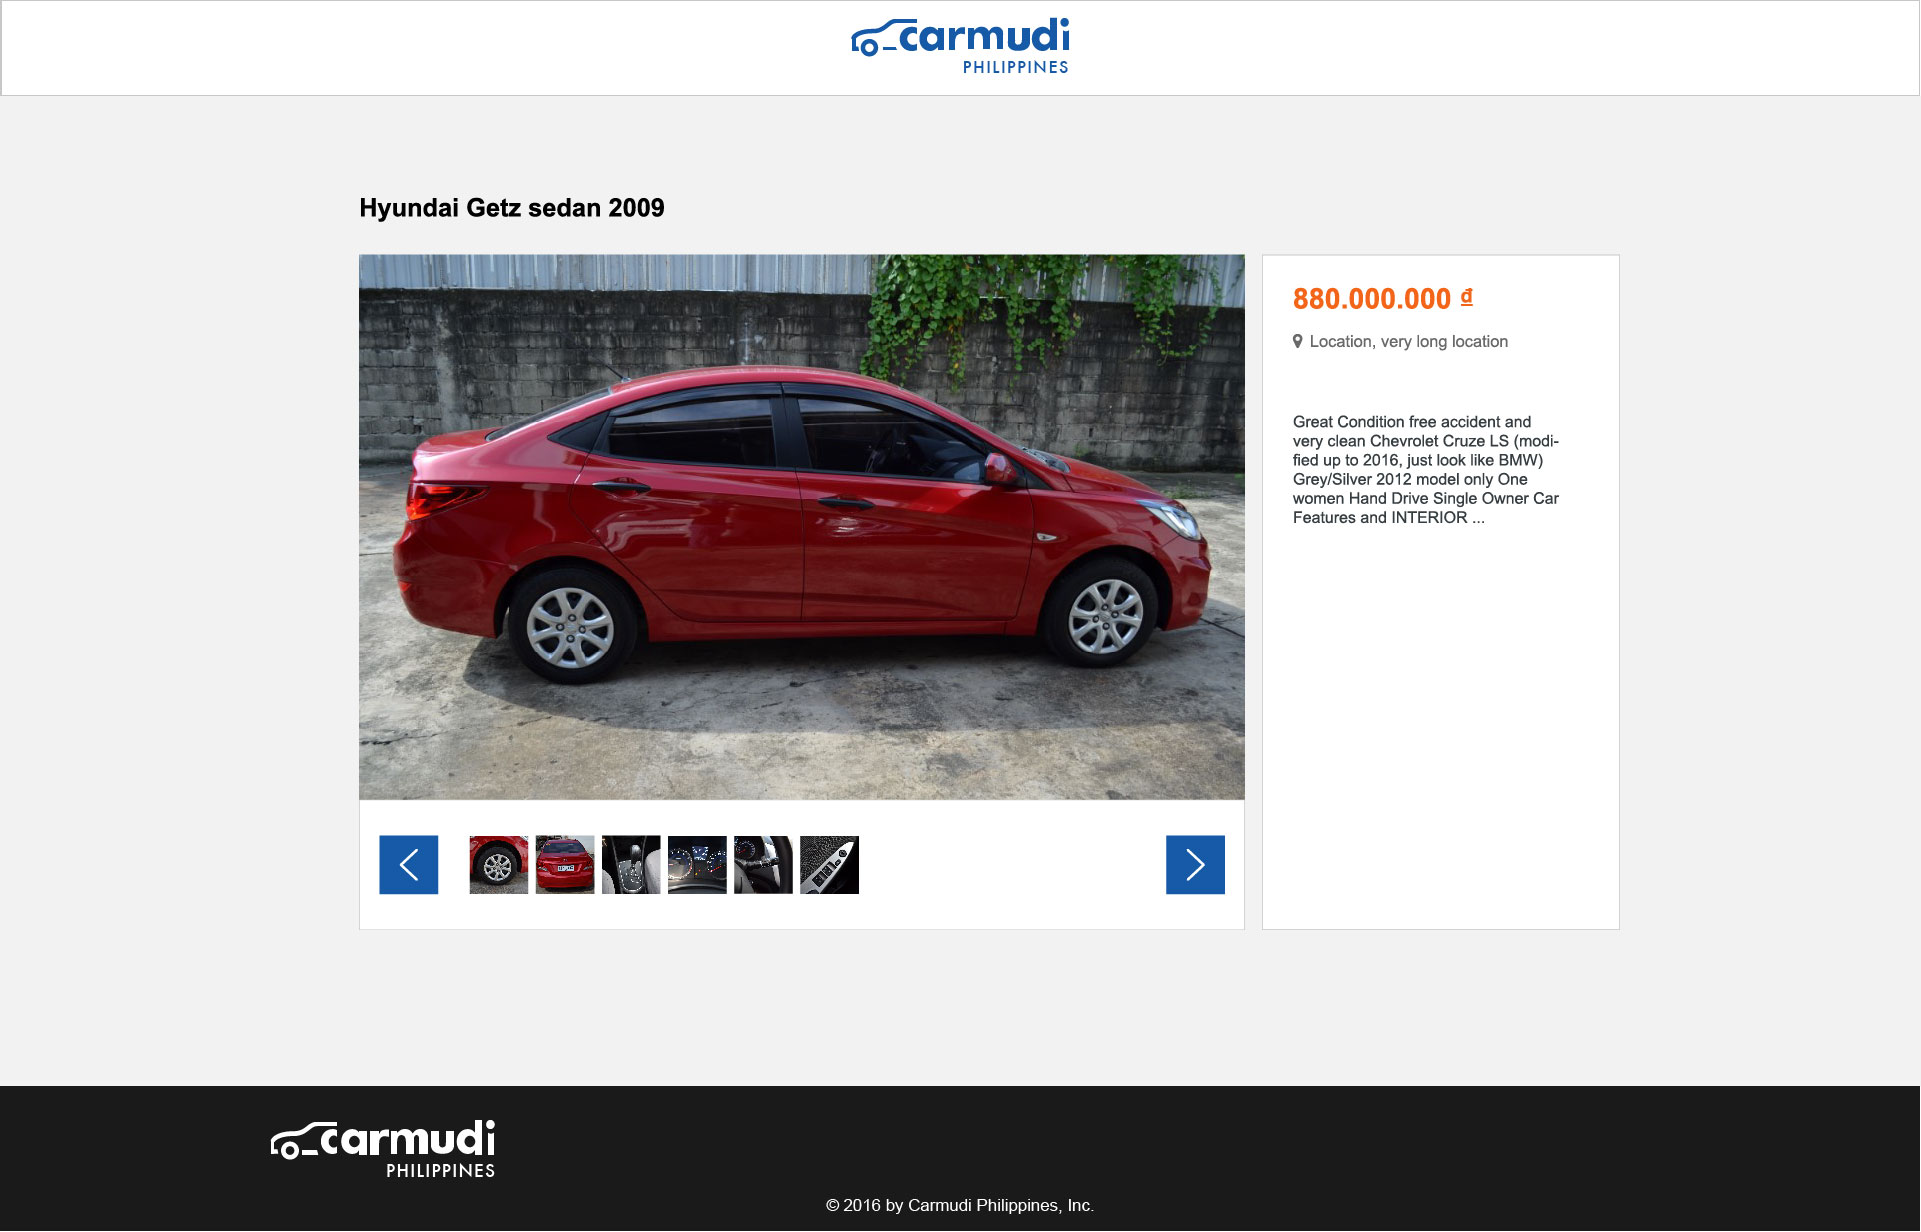 carmudi
PHILIPPINES
Hyundai Getz sedan 2009
880.000.000 ₫
Location, very long location
Great Condition free accident and
very clean Chevrolet Cruze LS (modi-
fied up to 2016, just look like BMW)
Grey/Silver 2012 model only One
women Hand Drive Single Owner Car
Features and INTERIOR ...
carmudi
PHILIPPINES
© 2016 by Carmudi Philippines, Inc.